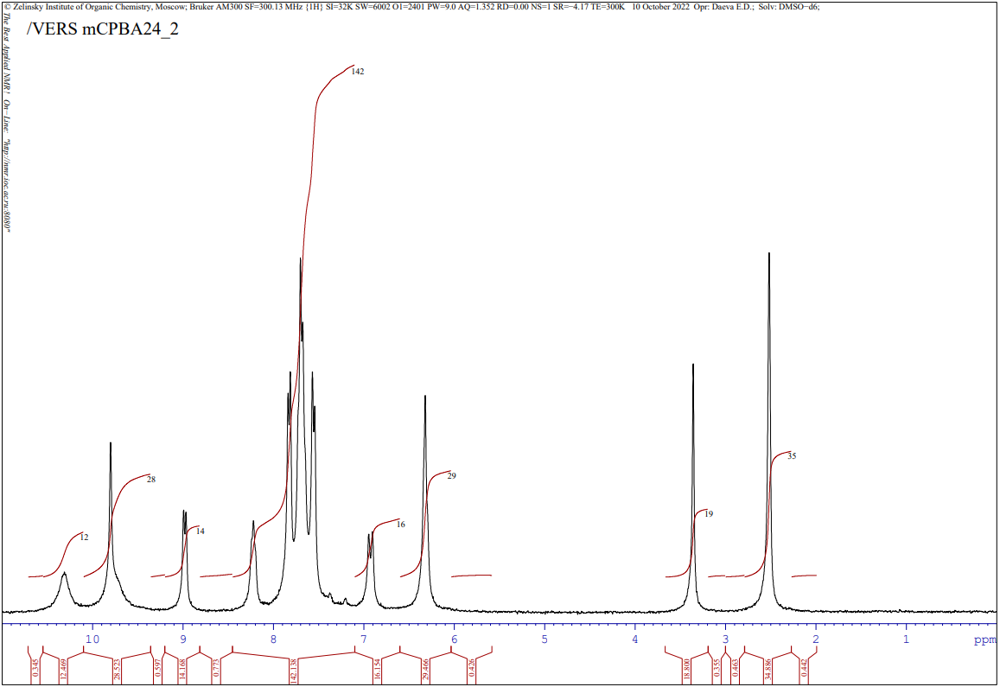 © Zelinsky Institute of Organic Chemistry, Moscow; Bruker AM300 SF=300.13 MHz {1H} SI=32K SW=6002 O1=2401 PW=9.0 AQ=1.352 RD=0.00 NS=1 SR=-4.17 TE=300K 10 October 2022 Opr: Daeva E.D.; Solv: DMSO-d6;
The Best Applied NMR! On-Line: "http://nmr.ioc.ac.ru:8080"
/VERS mCPBA24_2
142
12
28
14
16
29
19
35
10 9 8 7 6 5 4 3 2 1 ppm
0.345 12.469 28.523 0.597 14.168 0.773 142.138 16.154 29.466 0.426 18.800 0.355 0.463 34.886 0.442